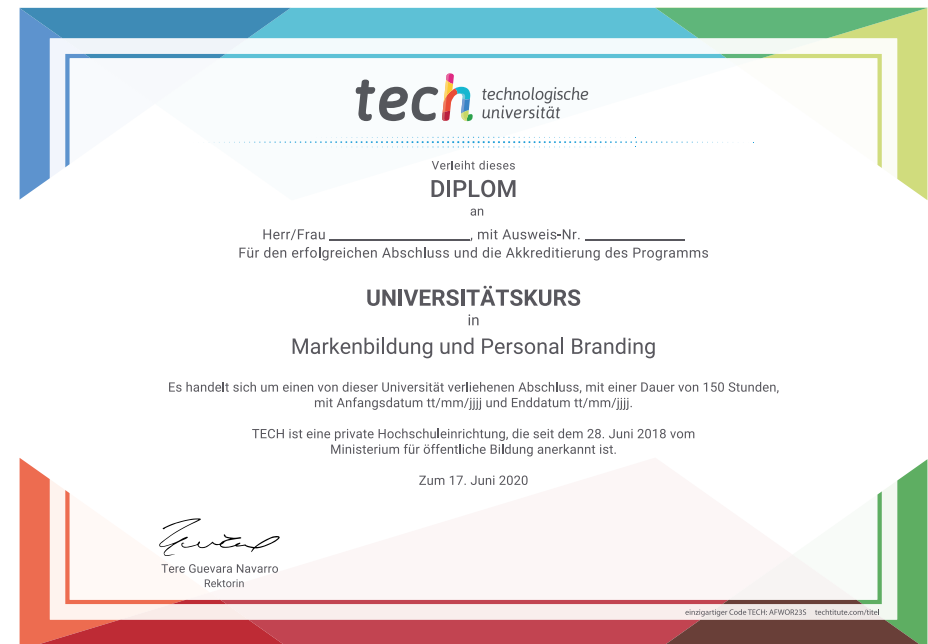 tech technologische
universität
Verleiht dieses
DIPLOM
an
Herr/Frau ____________________, mit Ausweis-Nr. ______________
Für den erfolgreichen Abschluss und die Akkreditierung des Programms
UNIVERSITÄTSKURS
in
Markenbildung und Personal Branding
Es handelt sich um einen von dieser Universität verliehenen Abschluss, mit einer Dauer von 150 Stunden,
mit Anfangsdatum tt/mm/jjjj und Enddatum tt/mm/jjjj.
TECH ist eine private Hochschuleinrichtung, die seit dem 28. Juni 2018 vom
Ministerium für öffentliche Bildung anerkannt ist.
Zum 17. Juni 2020
Tere Guevara Navarro
Rektorin
einzigartiger Code TECH: AFWOR23S techtitute.com/titel